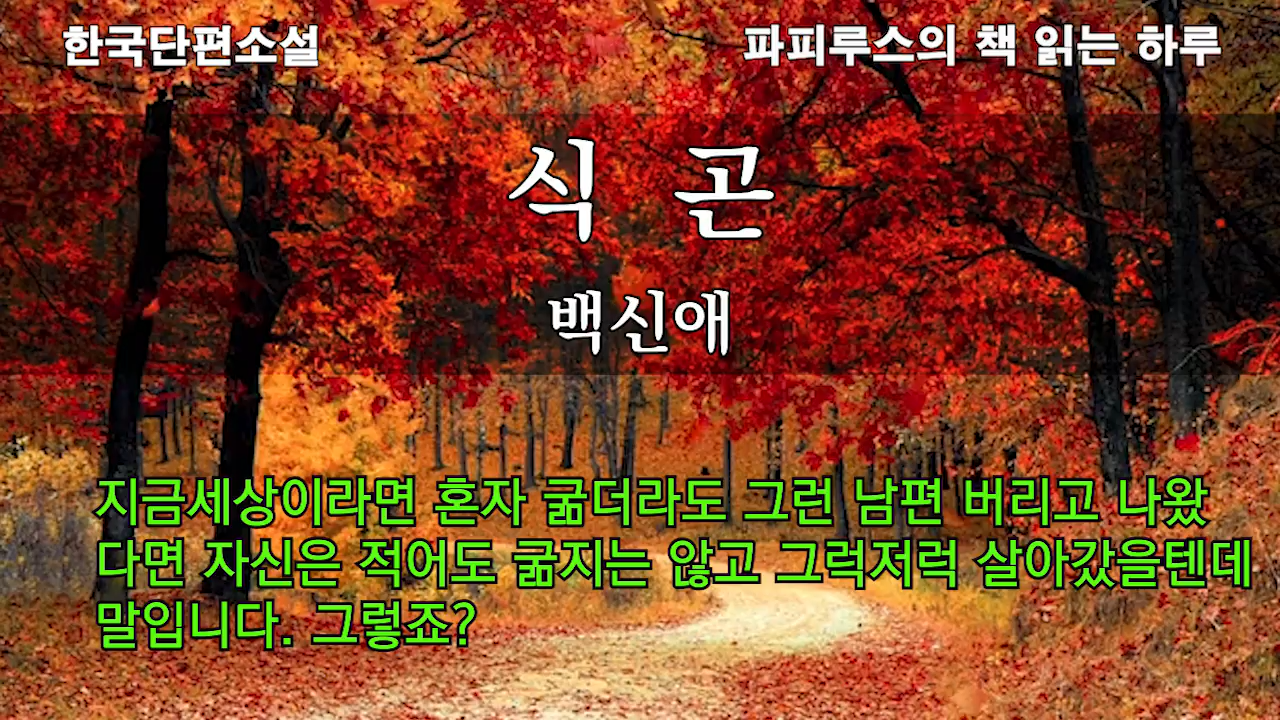 한국단편소설
파피루스의 책 읽는 하루
식 곤
백신애
지금세상이라면 혼자 굶더라도 그런 남편 버리고 나왔
다면 자신은 적어도 굶지는 않고 그럭저럭 살아갔을텐데
말입니다. 그렇죠?